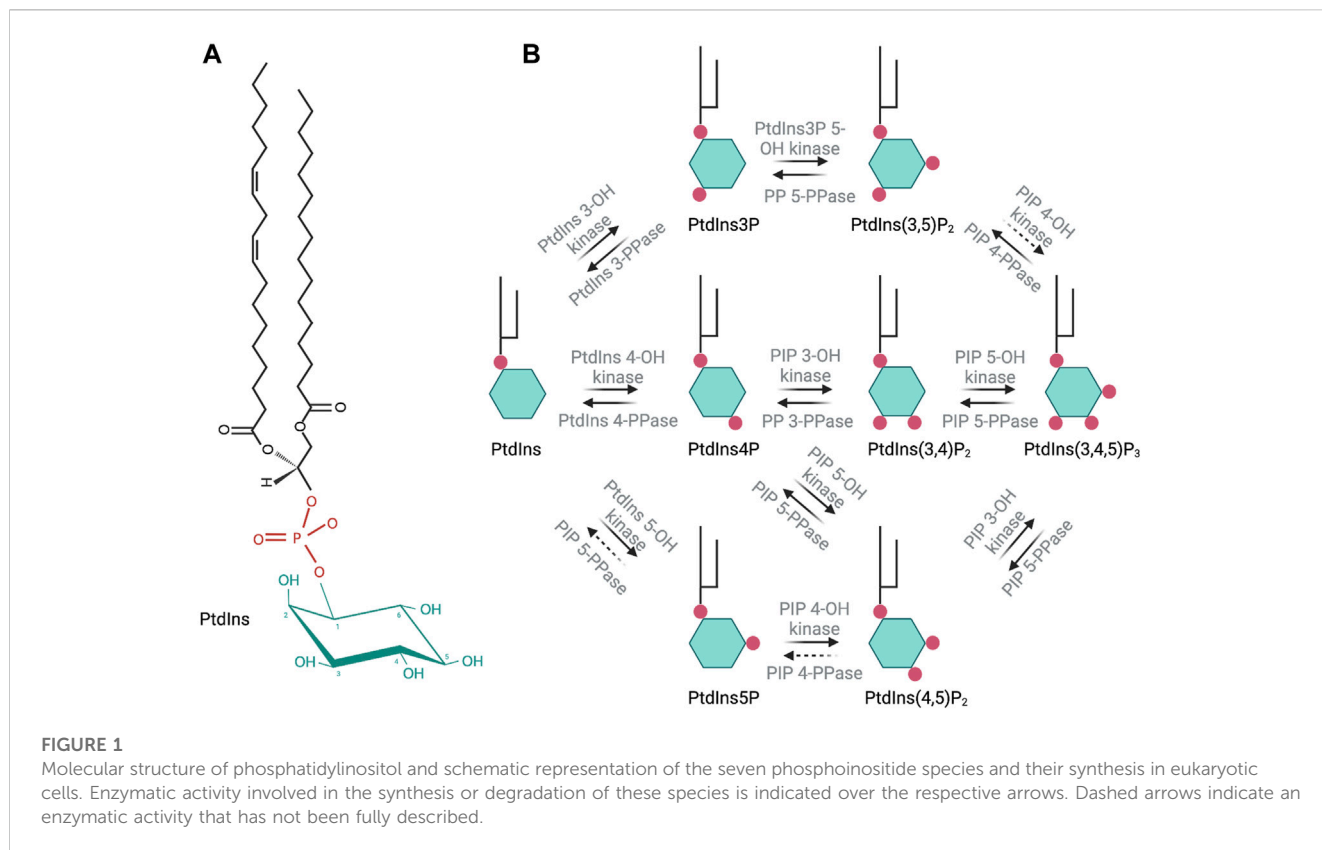 A
B
PtdIns3P 5-
OH kinase
PP 5-PPase
PtdIns3P
PtdIns(3,5)P₂
PtdIns 3-OH
kinase
PtdIns 3-PPase
PIP 4-OH
kinase
PIP 4-PPase
PtdIns 4-OH
kinase
PtdIns 4-PPase
PIP 3-OH
kinase
PP 3-PPase
PIP 5-OH
kinase
PIP 5-PPase
PtdIns
PtdIns4P
PtdIns(3,4)P₂
PtdIns(3,4,5)P₃
PtdIns 5-OH
kinase
PIP 5-PPase
PIP 5-OH
kinase
PIP 5-PPase
PIP 3-OH
kinase
PIP 5-PPase
PIP 4-OH
kinase
PIP 4-PPase
PtdIns5P
PtdIns(4,5)P₂
O
O
O
O
H
O
O
P
O
O
PtdIns
OH
OH
HO
OH
OH
1
2
3
4
5
6
FIGURE 1
Molecular structure of phosphatidylinositol and schematic representation of the seven phosphoinositide species and their synthesis in eukaryotic
cells. Enzymatic activity involved in the synthesis or degradation of these species is indicated over the respective arrows. Dashed arrows indicate an
enzymatic activity that has not been fully described.